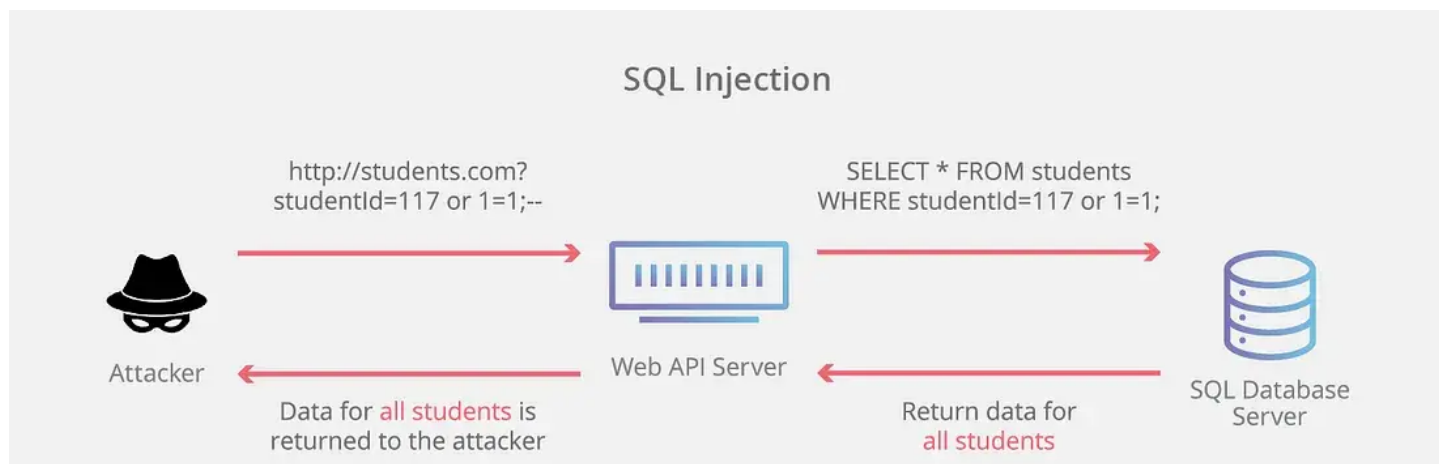 SQL Injection
http://students.com?
studentId=117 or 1=1;--
SELECT * FROM students
WHERE studentId=117 or 1=1;
Attacker
Web API Server
SQL Database
Server
Data for all students is
returned to the attacker
Return data for
all students